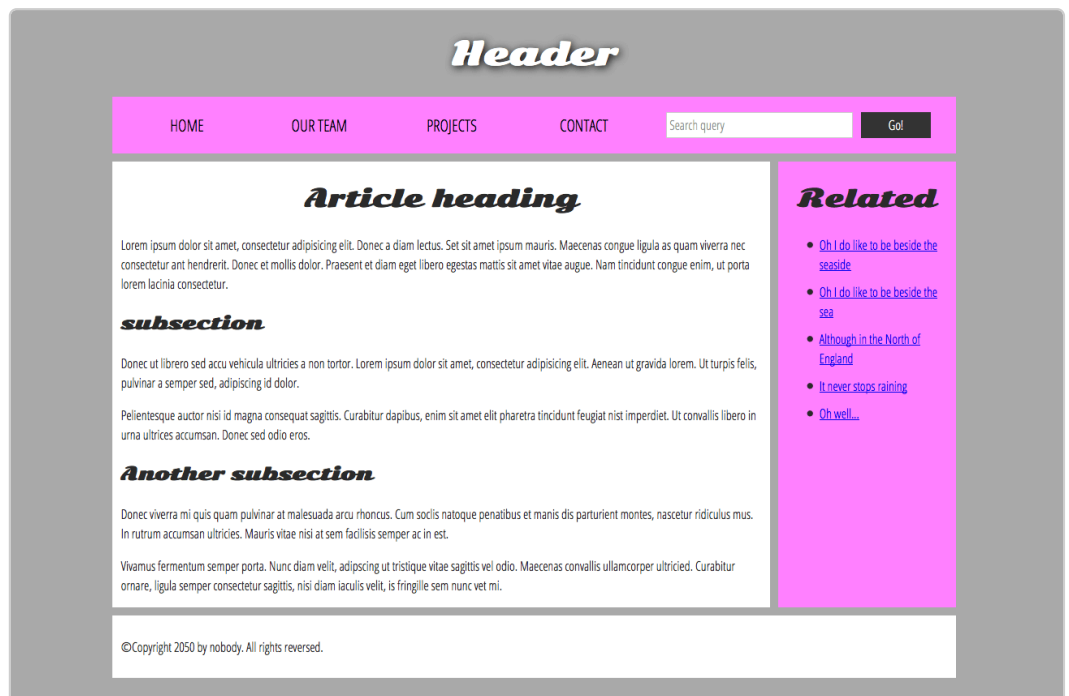 Header
HOME OUR TEAM PROJECTS CONTACT Search query Go!
Article heading
Lorem ipsum dolor sit amet, consectetur adipisicing elit. Donec a diam lectus. Set sit amet ipsum mauris. Maecenas congue ligula as quam viverra nec
consectetur ant hendrerit. Donec et mollis dolor. Praesent et diam eget libero egestas mattis sit amet vitae augue. Nam tincidunt congue enim, ut porta
lorem lacinia consectetur.
subsection
Donec ut librero sed accu vehicula ultricies a non tortor. Lorem ipsum dolor sit amet, consectetur adipisicing elit. Aenean ut gravida lorem. Ut turpis felis,
pulvinar a semper sed, adipiscing id dolor.
Pelientesque auctor nisi id magna consequat sagittis. Curabitur dapibus, enim sit amet elit pharetra tincidunt feugiat nist imperdiet. Ut convallis libero in
urna ultrices accumsan. Donec sed odio eros.
Another subsection
Donec viverra mi quis quam pulvinar at malesuada arcu rhoncus. Cum soclis natoque penatibus et manis dis parturient montes, nascetur ridiculus mus.
In rutrum accumsan ultricies. Mauris vitae nisi at sem facilisis semper ac in est.
Vivamus fermentum semper porta. Nunc diam velit, adipscing ut tristique vitae sagittis vel odio. Maecenas convallis ullamcorper ultricied. Curabitur
ornare, ligula semper consectetur sagittis, nisi diam iaculis velit, is fringille sem nunc vet mi.
Related
Oh I do like to be beside the
seaside
Oh I do like to be beside the
sea
Although in the North of
England
It never stops raining
Oh well...
©Copyright 2050 by nobody. All rights reversed.